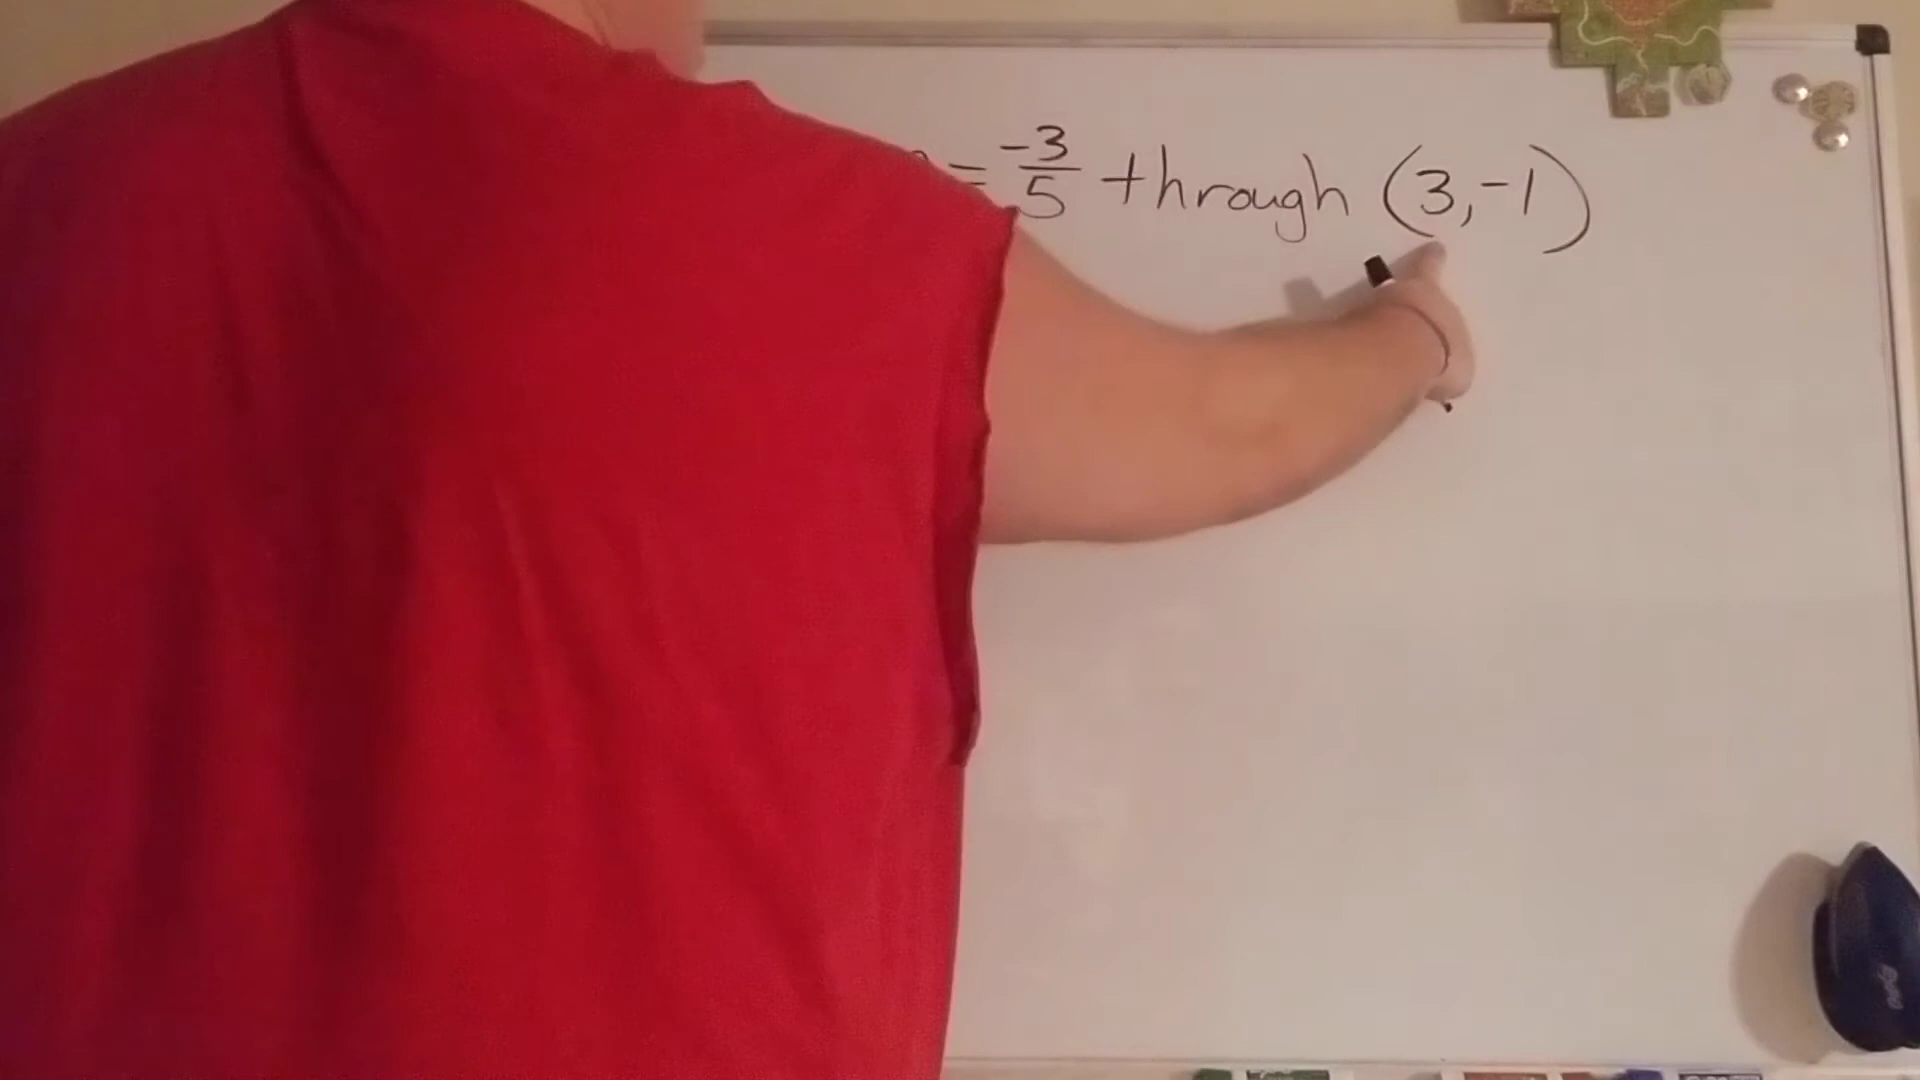 = -3/5 through (3,-1)